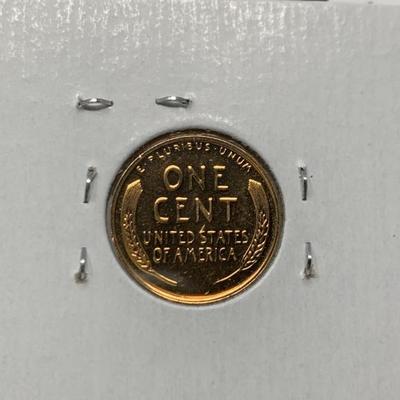 E·PLURIBUS·UNUM
ONE
CENT
UNITED STATES
OF AMERICA